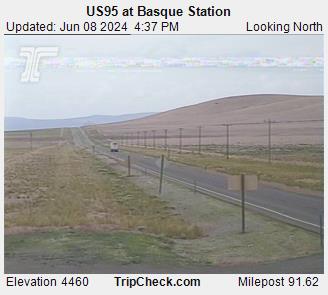 US95 at Basque Station
Updated: Jun 08 2024 4:37 PM Looking North
Elevation 4460 TripCheck.com Milepost 91.62